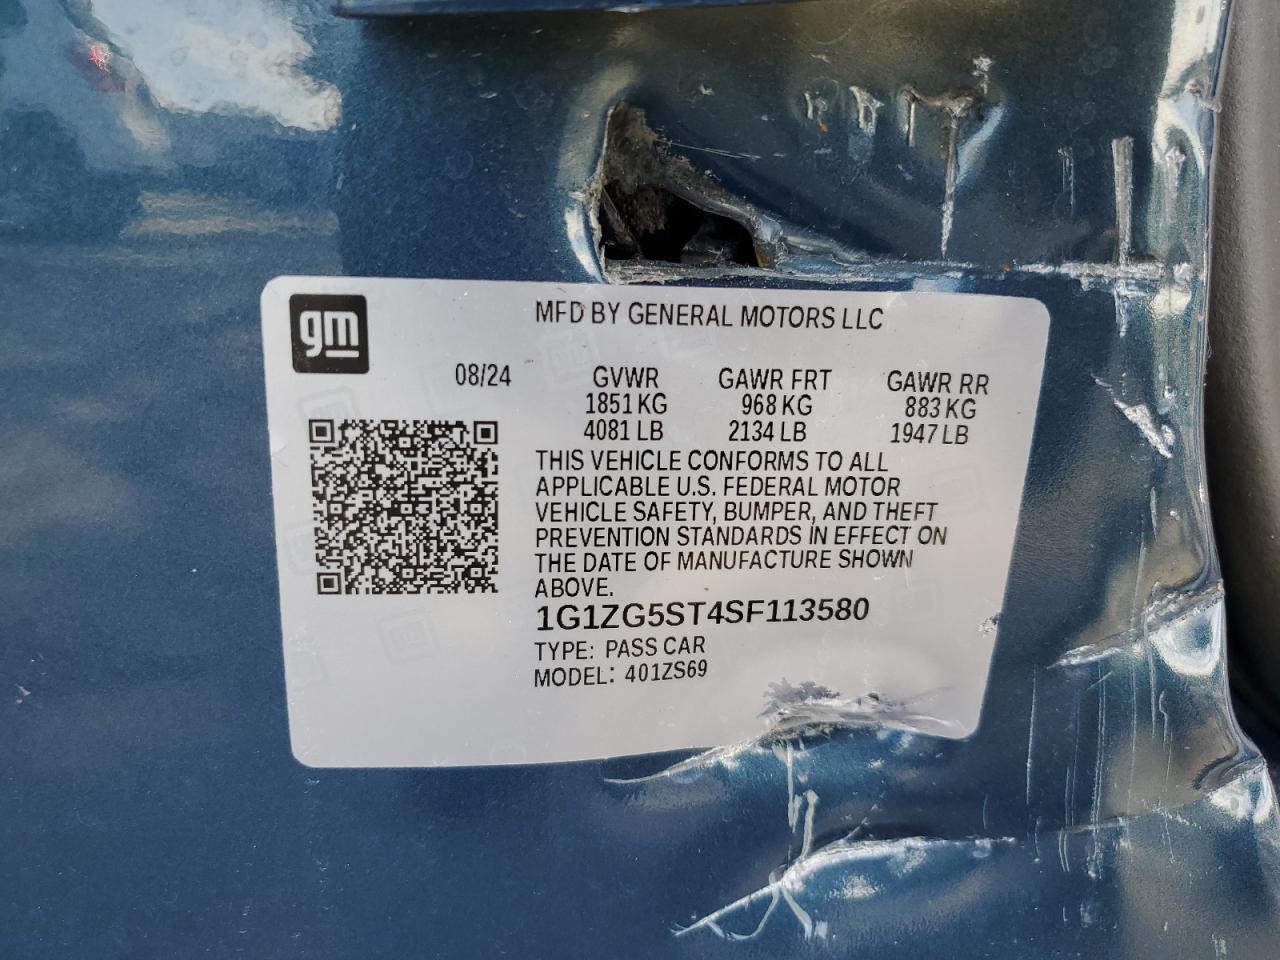 gm
MFD BY GENERAL MOTORS LLC
08/24
GVWR GAWR FRT GAWR RR
1851 KG 968 KG 883 KG
4081 LB 2134 LB 1947 LB
THIS VEHICLE CONFORMS TO ALL
APPLICABLE U.S. FEDERAL MOTOR
VEHICLE SAFETY, BUMPER, AND THEFT
PREVENTION STANDARDS IN EFFECT ON
THE DATE OF MANUFACTURE SHOWN
ABOVE.
1G1ZG5ST4SF113580
TYPE: PASS CAR
MODEL: 401ZS69